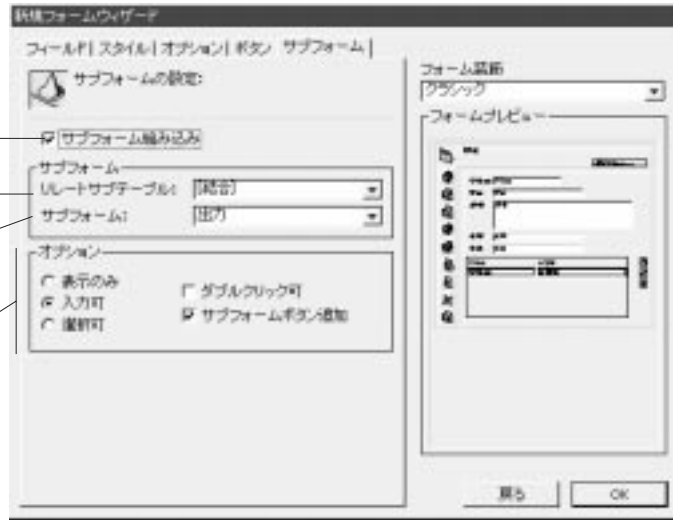 新規フォームウィザード
フィールド スタイル オプション ボタン サブフォーム
サブフォームの設定:
サブフォーム組み込み
サブフォーム
リレートサブテーブル: [結合]
サブフォーム: [出力]
オプション
表示のみ
入力可
選択可
ダブルクリック可
サブフォームボタン追加
フォーム装飾
クラシック
フォームプレビュー
戻る
OK